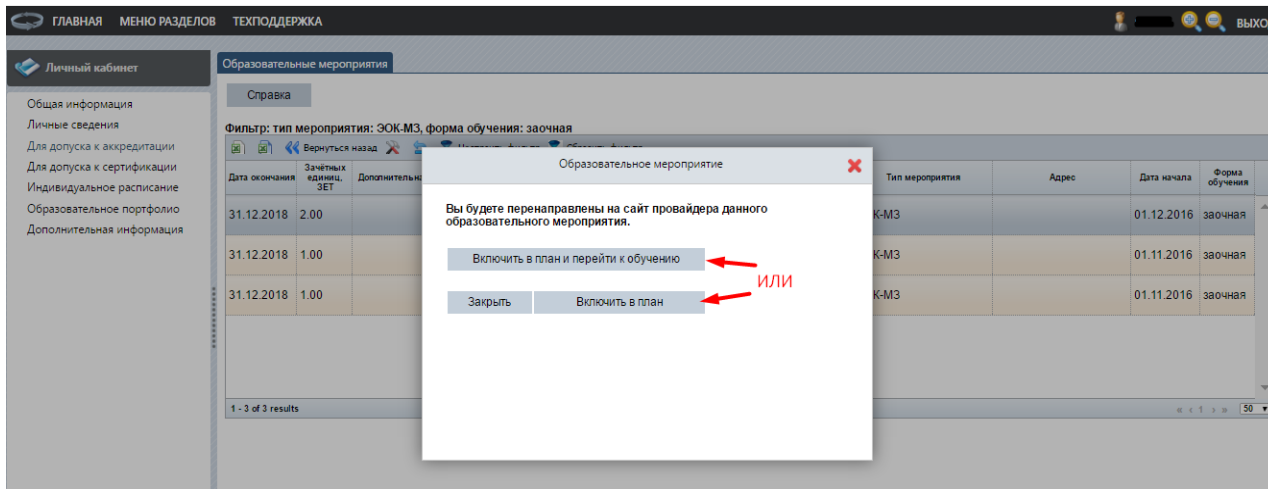 ГЛАВНАЯ МЕНЮ РАЗДЕЛОВ ТЕХПОДДЕРЖКА
Личный кабинет
Общая информация
Личные сведения
Для допуска к аккредитации
Для допуска к сертификации
Индивидуальное расписание
Образовательное портфолио
Дополнительная информация
Образовательные мероприятия
Справка
Фильтр: тип мероприятия: ЭОК-МЗ, форма обучения: заочная
Вернуться назад
Дата окончания Зачётных единиц, ЗЕТ Тип мероприятия Адрес Дата начала Форма обучения
31.12.2018 2.00 К-МЗ 01.12.2016 заочная
31.12.2018 1.00 К-МЗ 01.11.2016 заочная
31.12.2018 1.00 К-МЗ 01.11.2016 заочная
1 - 3 of 3 results « ‹ 1 › » 50
Образовательное мероприятие
Вы будете перенаправлены на сайт провайдера данного
образовательного мероприятия.
Включить в план и перейти к обучению
ИЛИ
Закрыть Включить в план